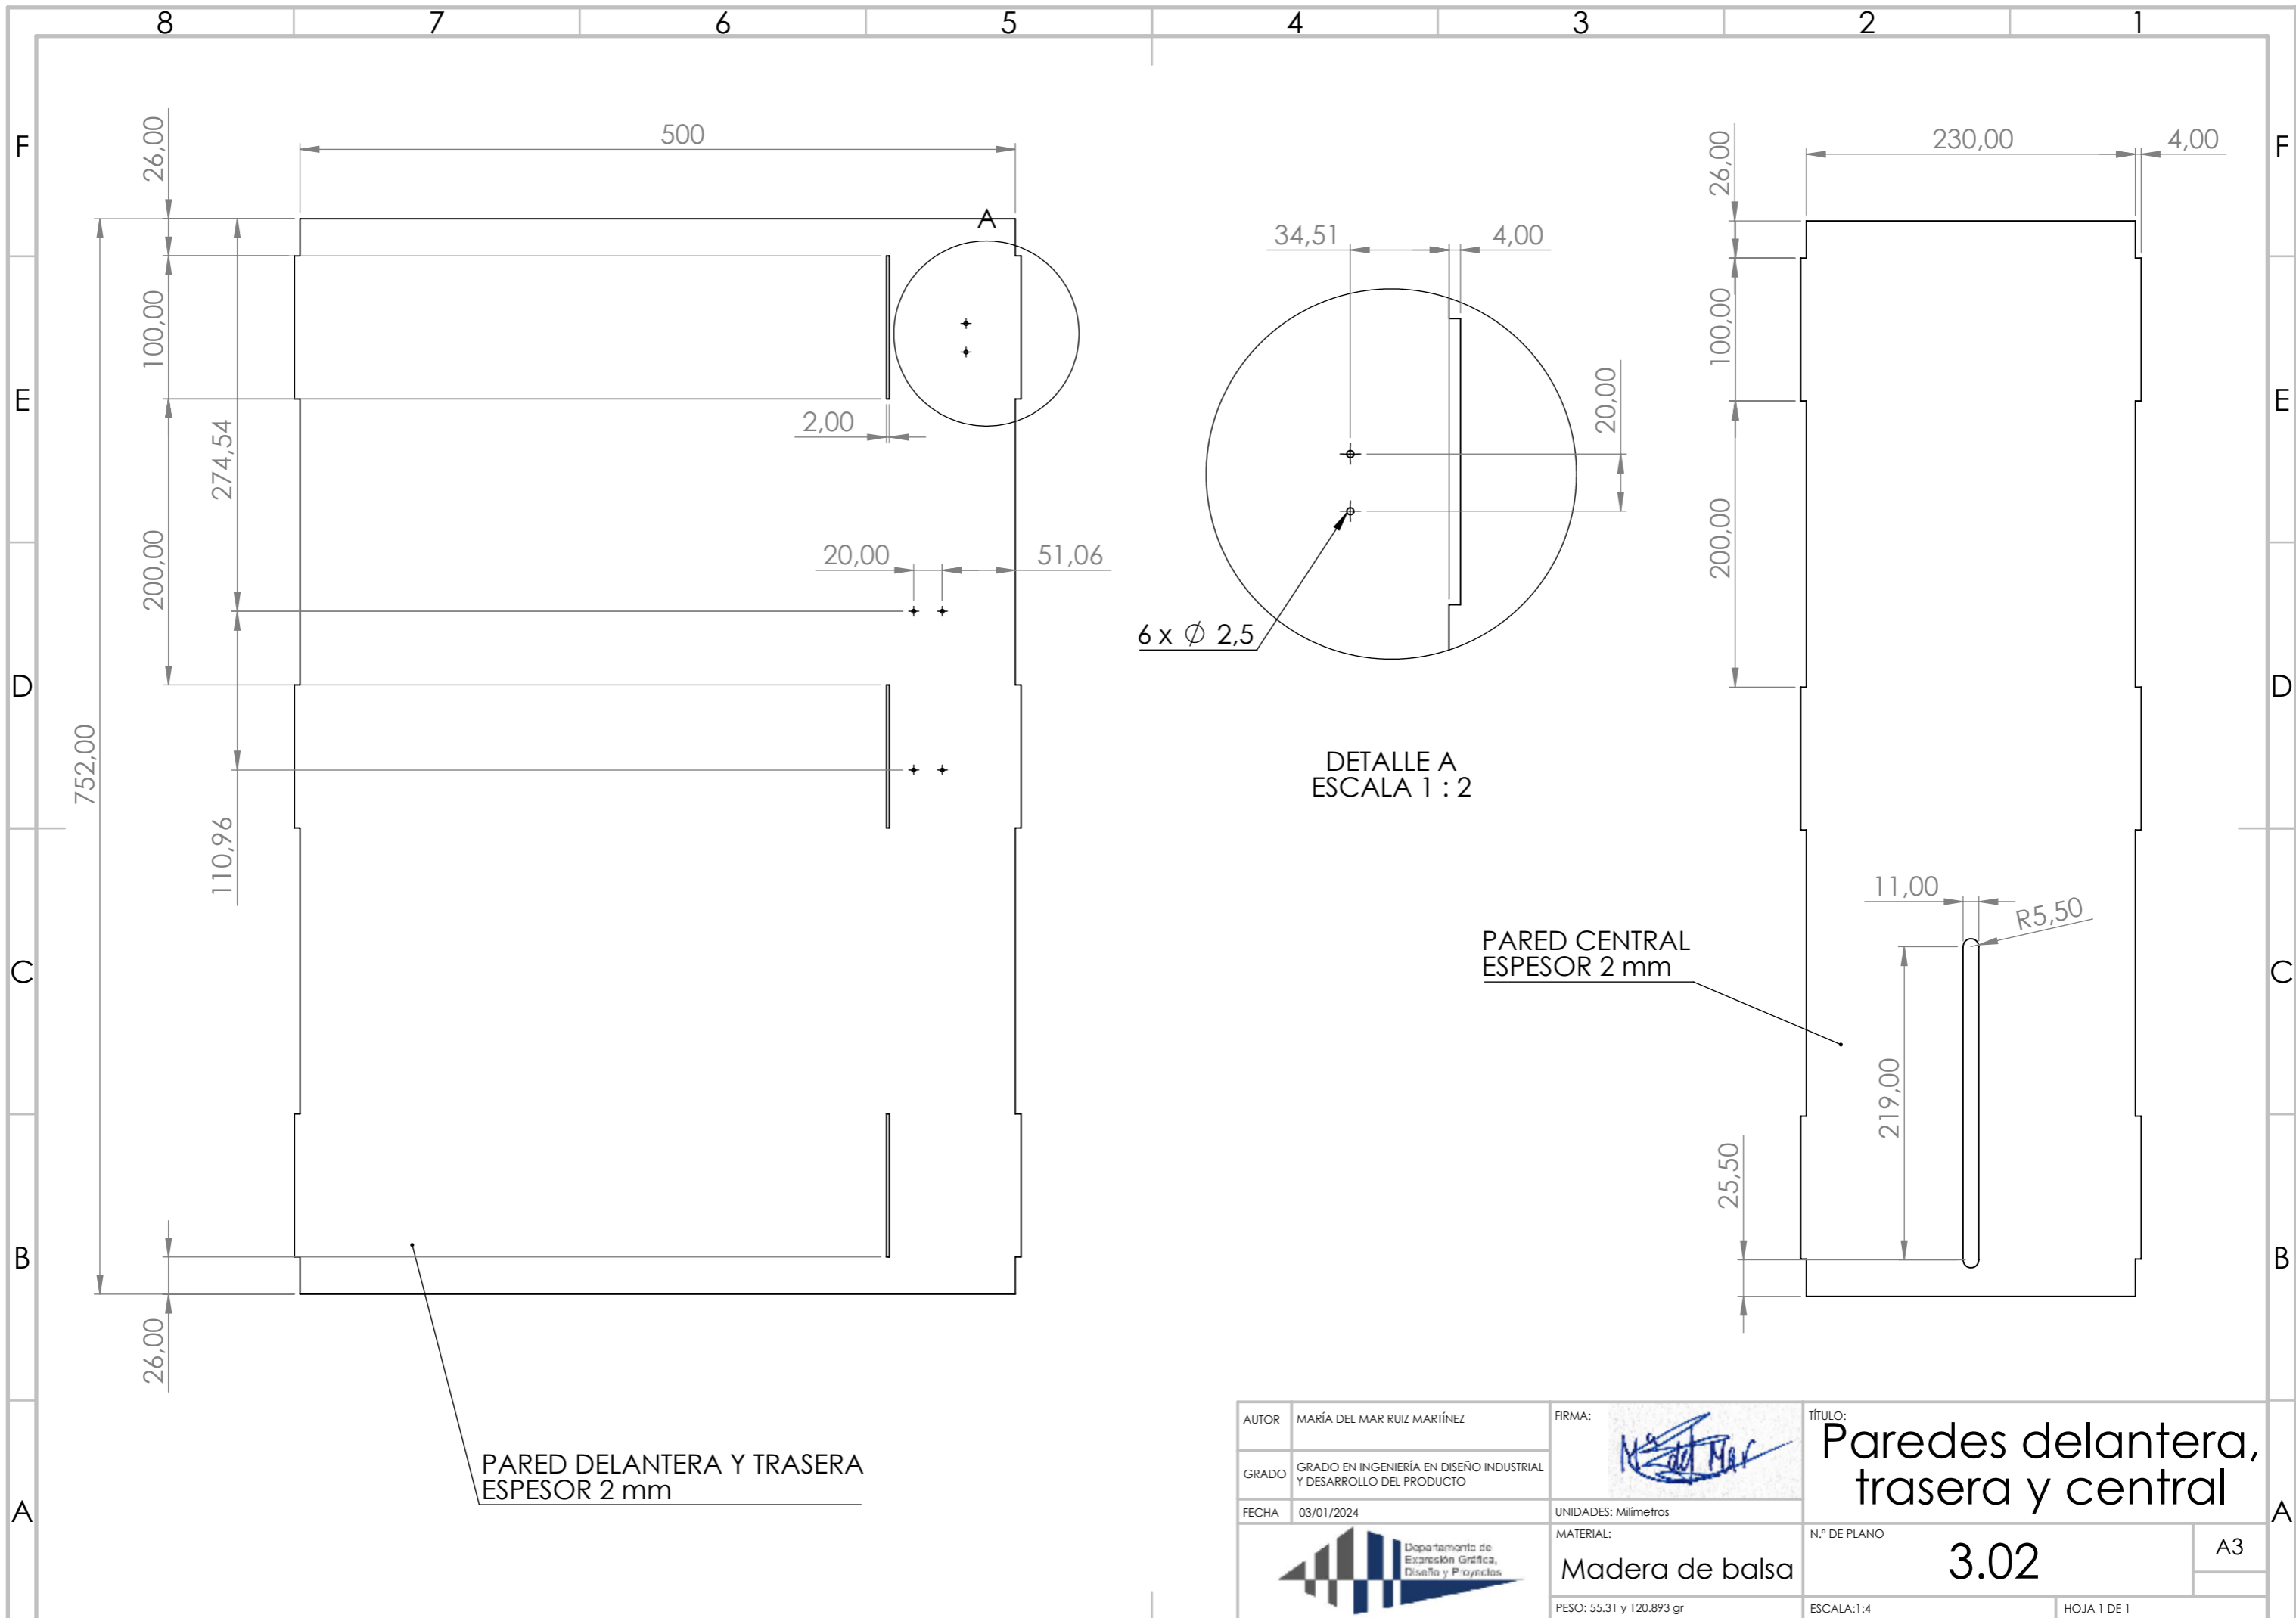 8 7 6 5 4 3 2 1
F
E
D
C
B
A
F
E
D
C
B
A
26,00
500
100,00
274,54
200,00
752,00
110,96
26,00
2,00
20,00
51,06
A
PARED DELANTERA Y TRASERA
ESPESOR 2 mm
34,51
4,00
20,00
6 x Ø 2,5
DETALLE A
ESCALA 1 : 2
26,00
230,00
4,00
100,00
200,00
11,00
R5,50
PARED CENTRAL
ESPESOR 2 mm
219,00
25,50
AUTOR MARÍA DEL MAR RUIZ MARTÍNEZ
GRADO GRADO EN INGENIERÍA EN DISEÑO INDUSTRIAL
Y DESARROLLO DEL PRODUCTO
FECHA 03/01/2024
Departamento de
Expresión Gráfica,
Diseño y Proyectos
FIRMA:
Mª del Mar
UNIDADES: Milímetros
MATERIAL:
Madera de balsa
PESO: 55.31 y 120.893 gr
TÍTULO:
Paredes delantera,
trasera y central
N.º DE PLANO
3.02
A3
ESCALA:1:4
HOJA 1 DE 1